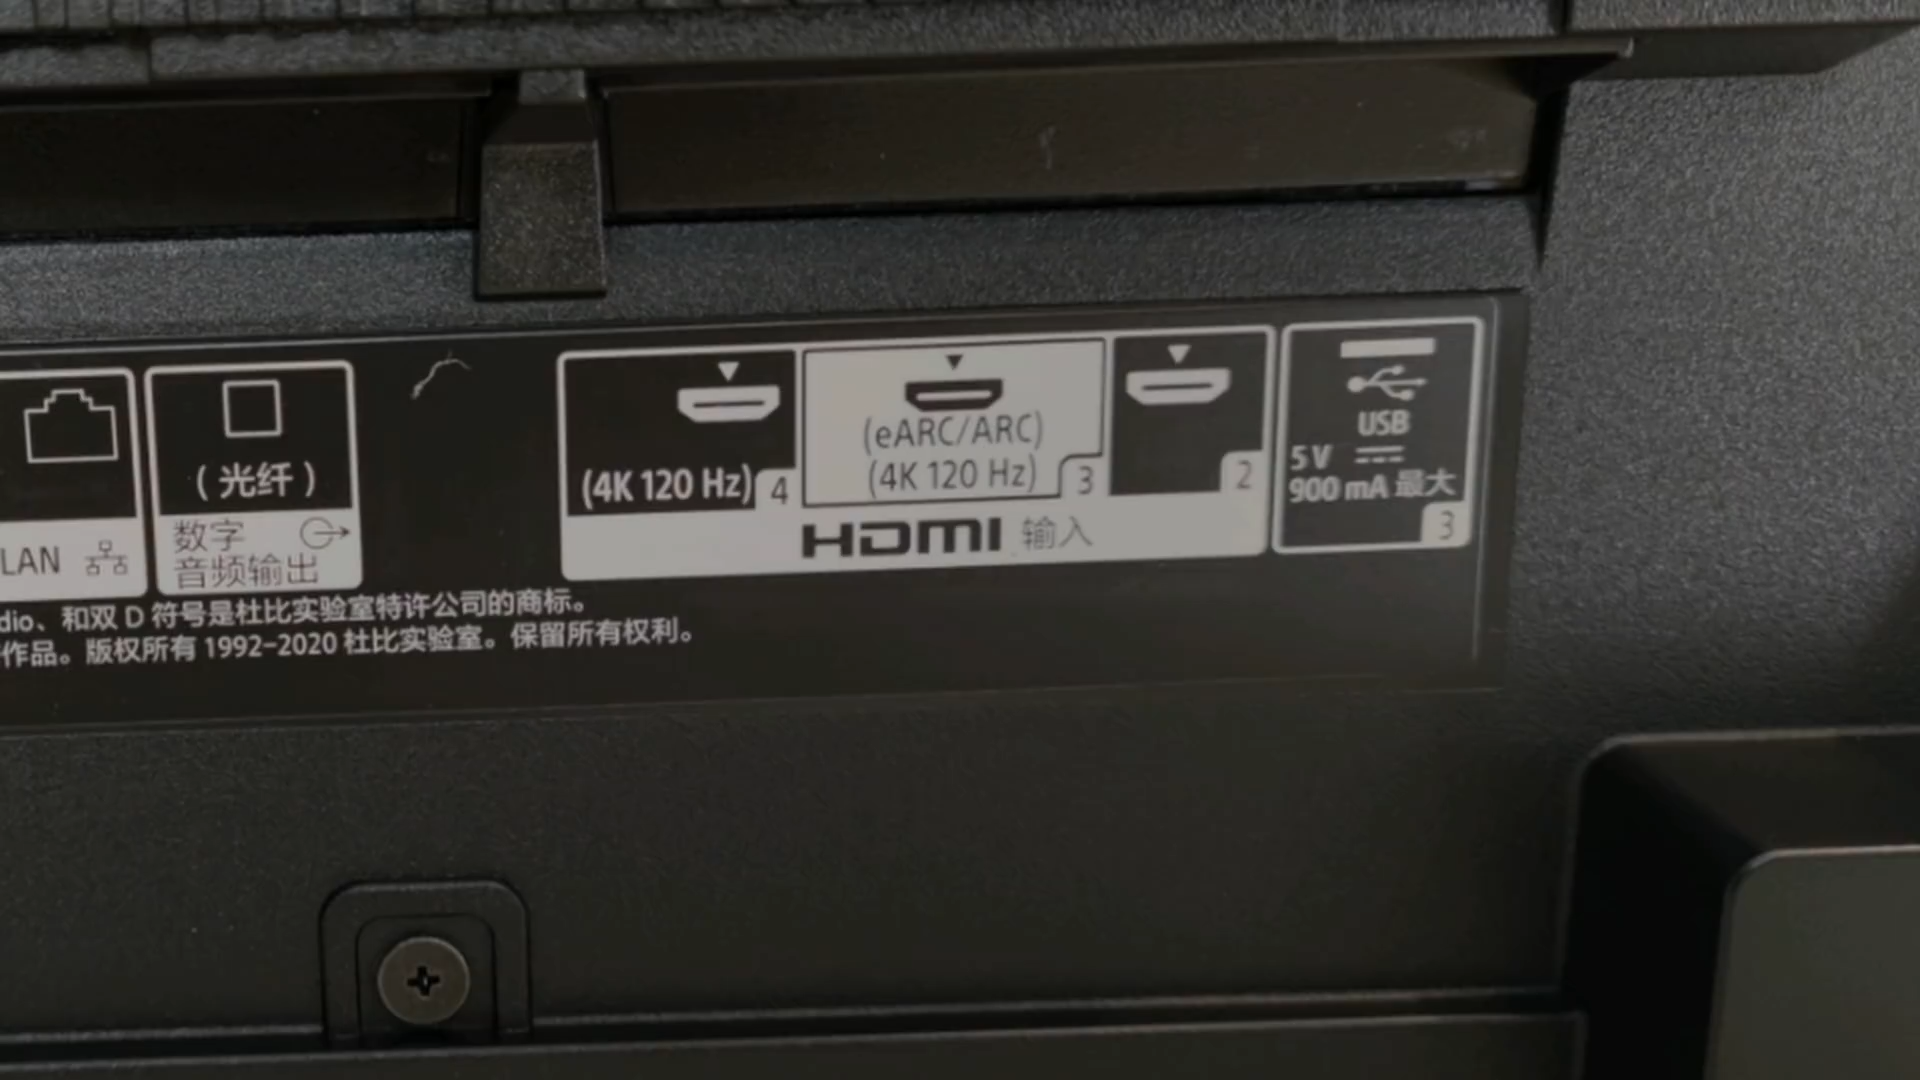 (光纤)
LAN
数字
音频输出
(4K 120 Hz) 4
(eARC/ARC)
(4K 120 Hz) 3
2
HDMI 输入
USB
5V
900 mA 最大
3
dio、和双 D 符号是杜比实验室特许公司的商标。
作品。版权所有 1992-2020 杜比实验室。保留所有权利。